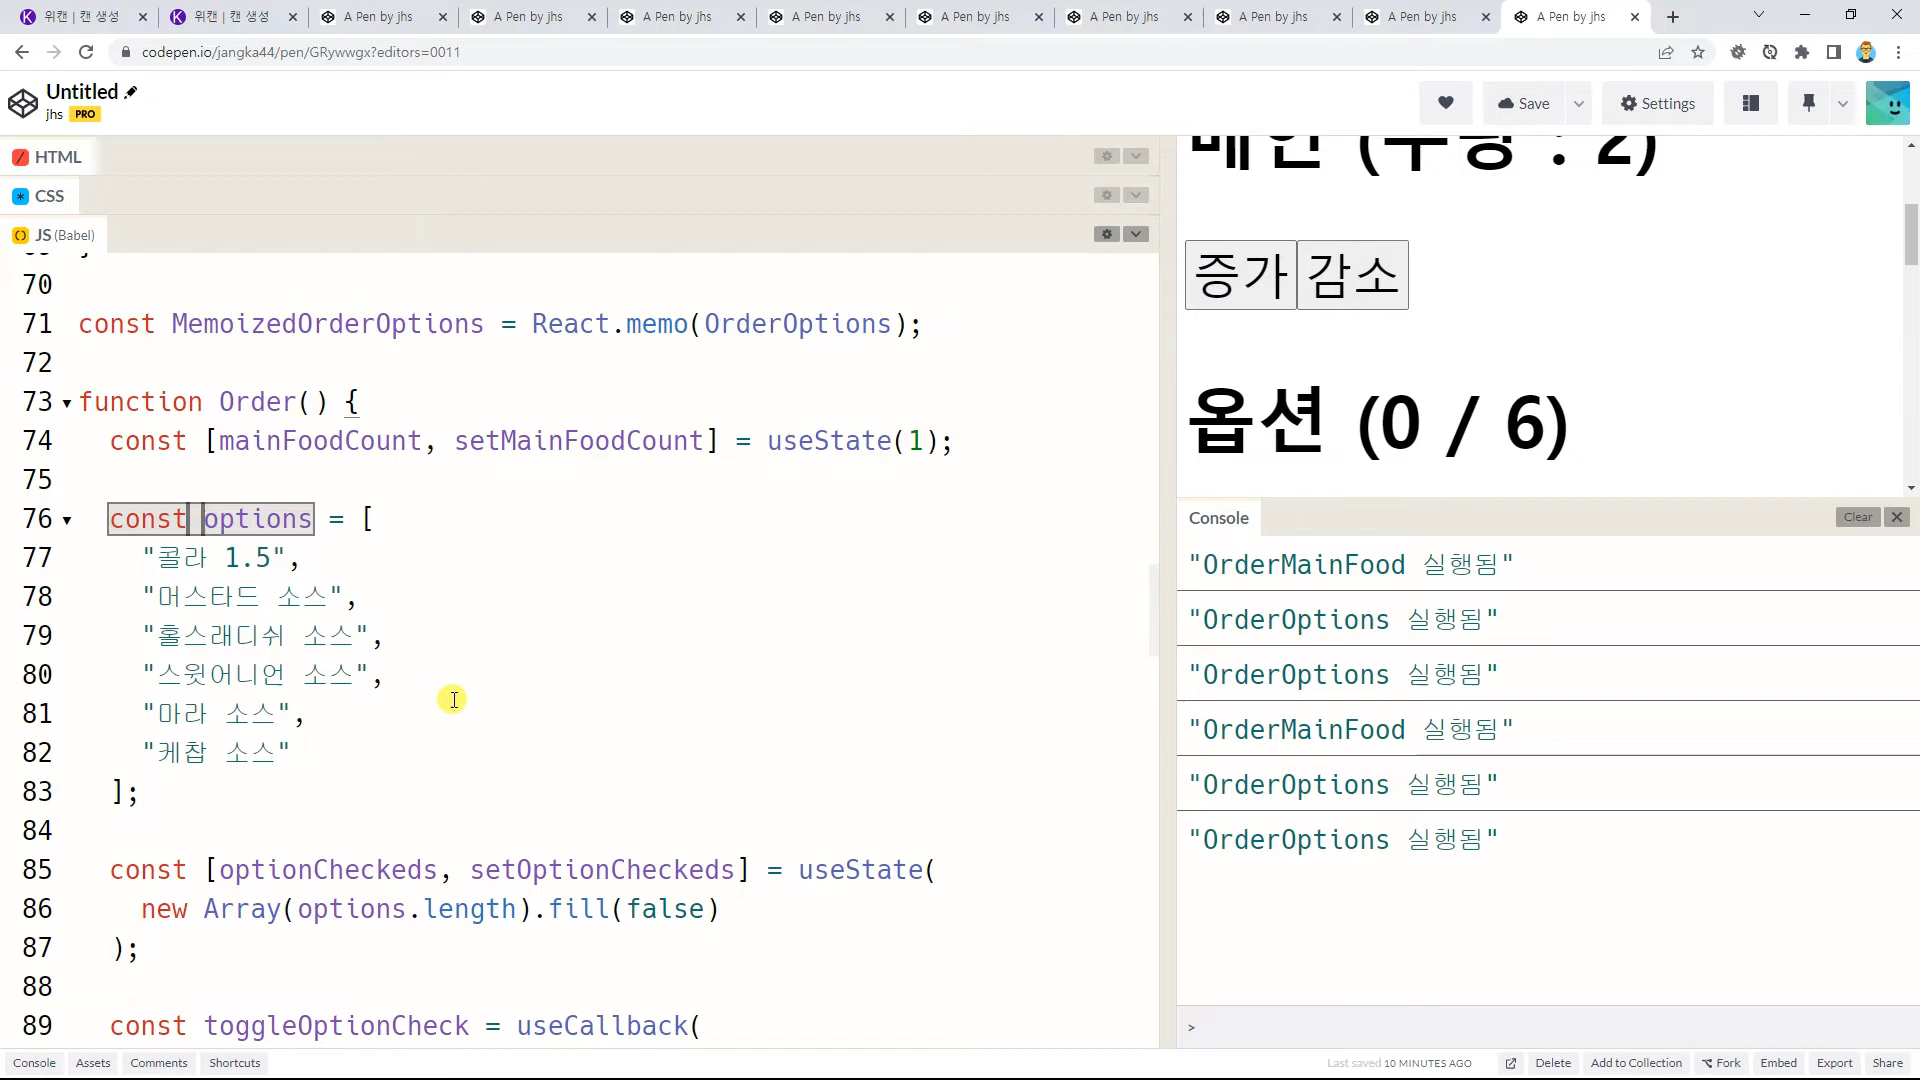 위캔 | 캔 생성
위캔 | 캔 생성
A Pen by jhs
A Pen by jhs
A Pen by jhs
A Pen by jhs
A Pen by jhs
A Pen by jhs
A Pen by jhs
A Pen by jhs
A Pen by jhs
codepen.io/jangka44/pen/GRywwgx?editors=0011
Untitled
jhs PRO
Save
Settings
HTML
CSS
JS (Babel)
70
71 const MemoizedOrderOptions = React.memo(OrderOptions);
72
73 function Order() {
74 const [mainFoodCount, setMainFoodCount] = useState(1);
75
76 const options = [
77 "콜라 1.5",
78 "머스타드 소스",
79 "홀스래디쉬 소스",
80 "스윗어니언 소스",
81 "마라 소스",
82 "케찹 소스"
83 ];
84
85 const [optionCheckeds, setOptionCheckeds] = useState(
86 new Array(options.length).fill(false)
87 );
88
89 const toggleOptionCheck = useCallback(
메인 (수량 : 2)
증가 감소
옵션 (0 / 6)
Console
Clear
"OrderMainFood 실행됨"
"OrderOptions 실행됨"
"OrderOptions 실행됨"
"OrderMainFood 실행됨"
"OrderOptions 실행됨"
"OrderOptions 실행됨"
>
Console Assets Comments Shortcuts
Last saved 10 MINUTES AGO Delete Add to Collection Fork Embed Export Share